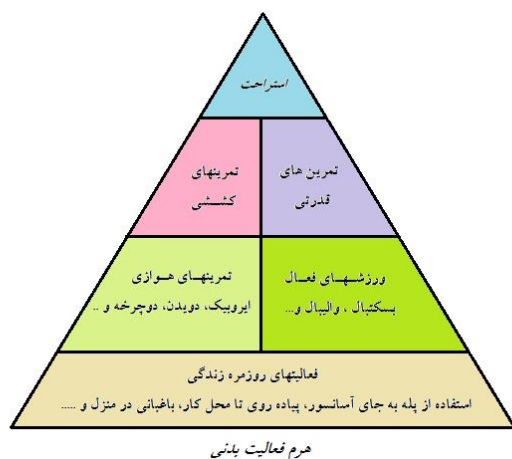 استراحت
تمرین های
قدرتی
تمرینهای
کششی
ورزشهای فعال
بسکتبال ، والیبال و...
تمرینهای هوازی
ایروبیک، دویدن، دوچرخه و ..
فعالیتهای روزمره زندگی
استفاده از پله به جای آسانسور، پیاده روی تا محل کار، باغبانی در منزل و .....
هرم فعالیت بدنی